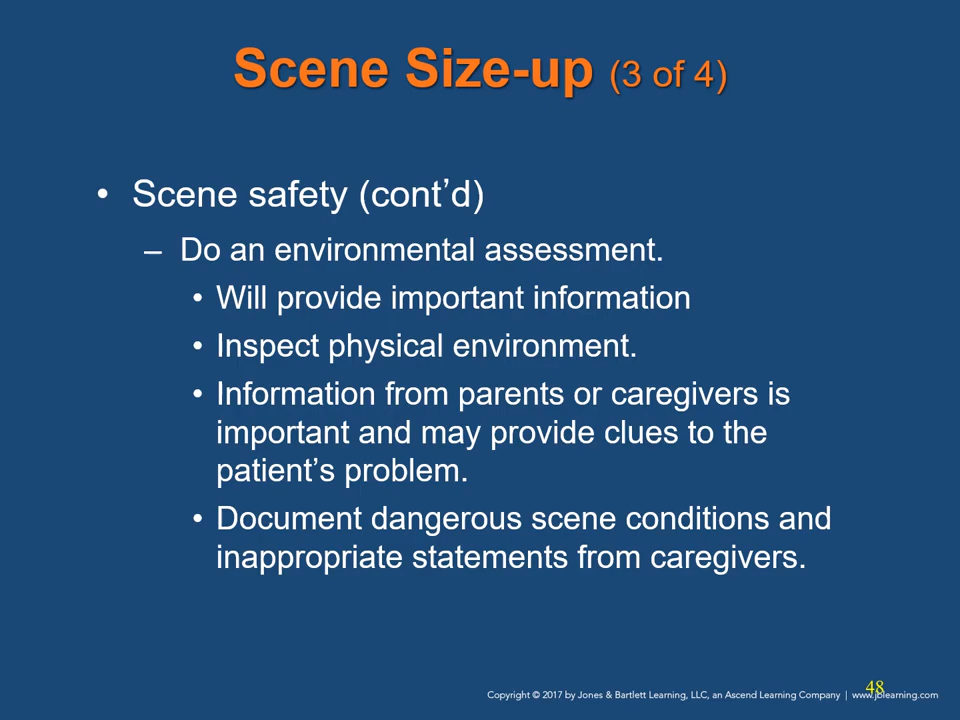 Scene Size-up (3 of 4)
• Scene safety (cont’d)
– Do an environmental assessment.
• Will provide important information
• Inspect physical environment.
• Information from parents or caregivers is
important and may provide clues to the
patient’s problem.
• Document dangerous scene conditions and
inappropriate statements from caregivers.
48
Copyright © 2017 by Jones & Bartlett Learning, LLC, an Ascend Learning Company | www.jblearning.com